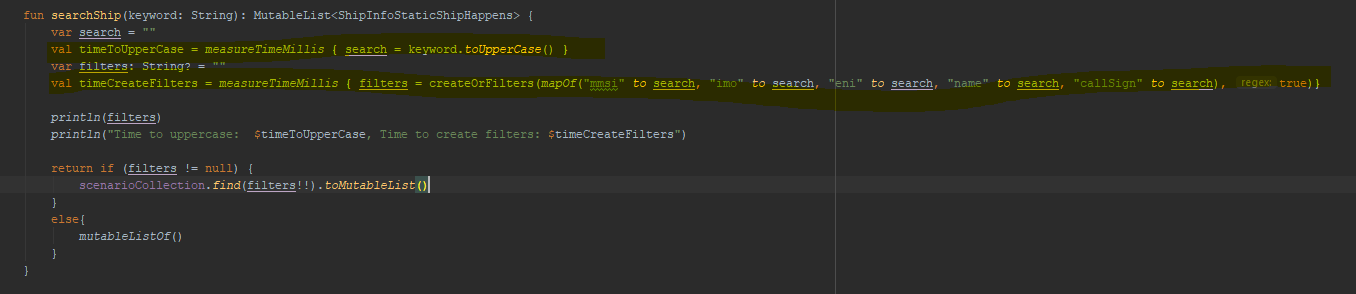 fun searchShip(keyword: String): MutableList<ShipInfoStaticShipHappens> {
var search = ""
val timeToUpperCase = measureTimeMillis { search = keyword.toUpperCase() }
var filters: String? = ""
val timeCreateFilters = measureTimeMillis { filters = createOrFilters(mapOf("mmsi" to search, "imo" to search, "eni" to search, "name" to search, "callSign" to search), regex: true)}
println(filters)
println("Time to uppercase:  $timeToUpperCase, Time to create filters: $timeCreateFilters")
return if (filters != null) {
scenarioCollection.find(filters!!).toMutableList()
}
else{
mutableListOf()
}
}